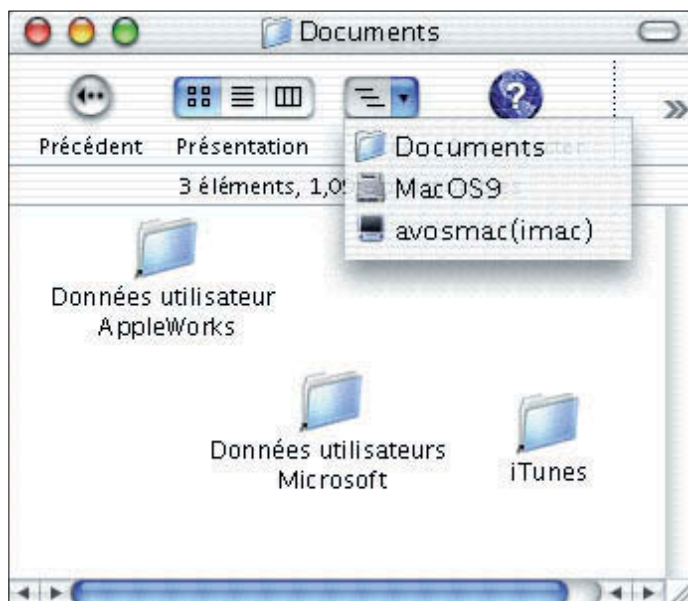 Documents
Précédent
Présentation
Documents
MacOS9
avosmac(imac)
3 éléments, 1,0
Données utilisateur
AppleWorks
Données utilisateurs
Microsoft
iTunes